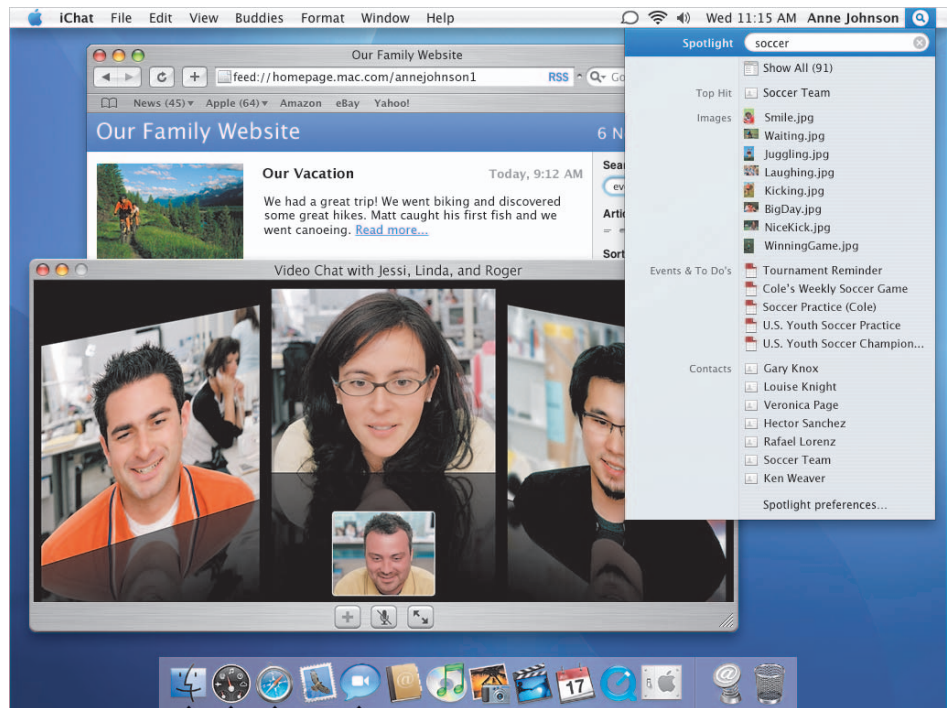 iChat File Edit View Buddies Format Window Help Wed 11:15 AM Anne Johnson
Spotlight soccer
Show All (91)
Top Hit Soccer Team
Images Smile.jpg
Waiting.jpg
Juggling.jpg
Laughing.jpg
Kicking.jpg
BigDay.jpg
NiceKick.jpg
WinningGame.jpg
Events & To Do's Tournament Reminder
Cole's Weekly Soccer Game
Soccer Practice (Cole)
U.S. Youth Soccer Practice
U.S. Youth Soccer Champion...
Contacts Gary Knox
Louise Knight
Veronica Page
Hector Sanchez
Rafael Lorenz
Soccer Team
Ken Weaver
Spotlight preferences...
Our Family Website
feed://homepage.mac.com/annejohnson1 RSS Go
News (45) Apple (64) Amazon eBay Yahoo!
Our Family Website 6 N
Our Vacation Today, 9:12 AM
We had a great trip! We went biking and discovered
some great hikes. Matt caught his first fish and we
went canoeing. Read more...
Sea
ev
Artic
Sort
Video Chat with Jessi, Linda, and Roger
17